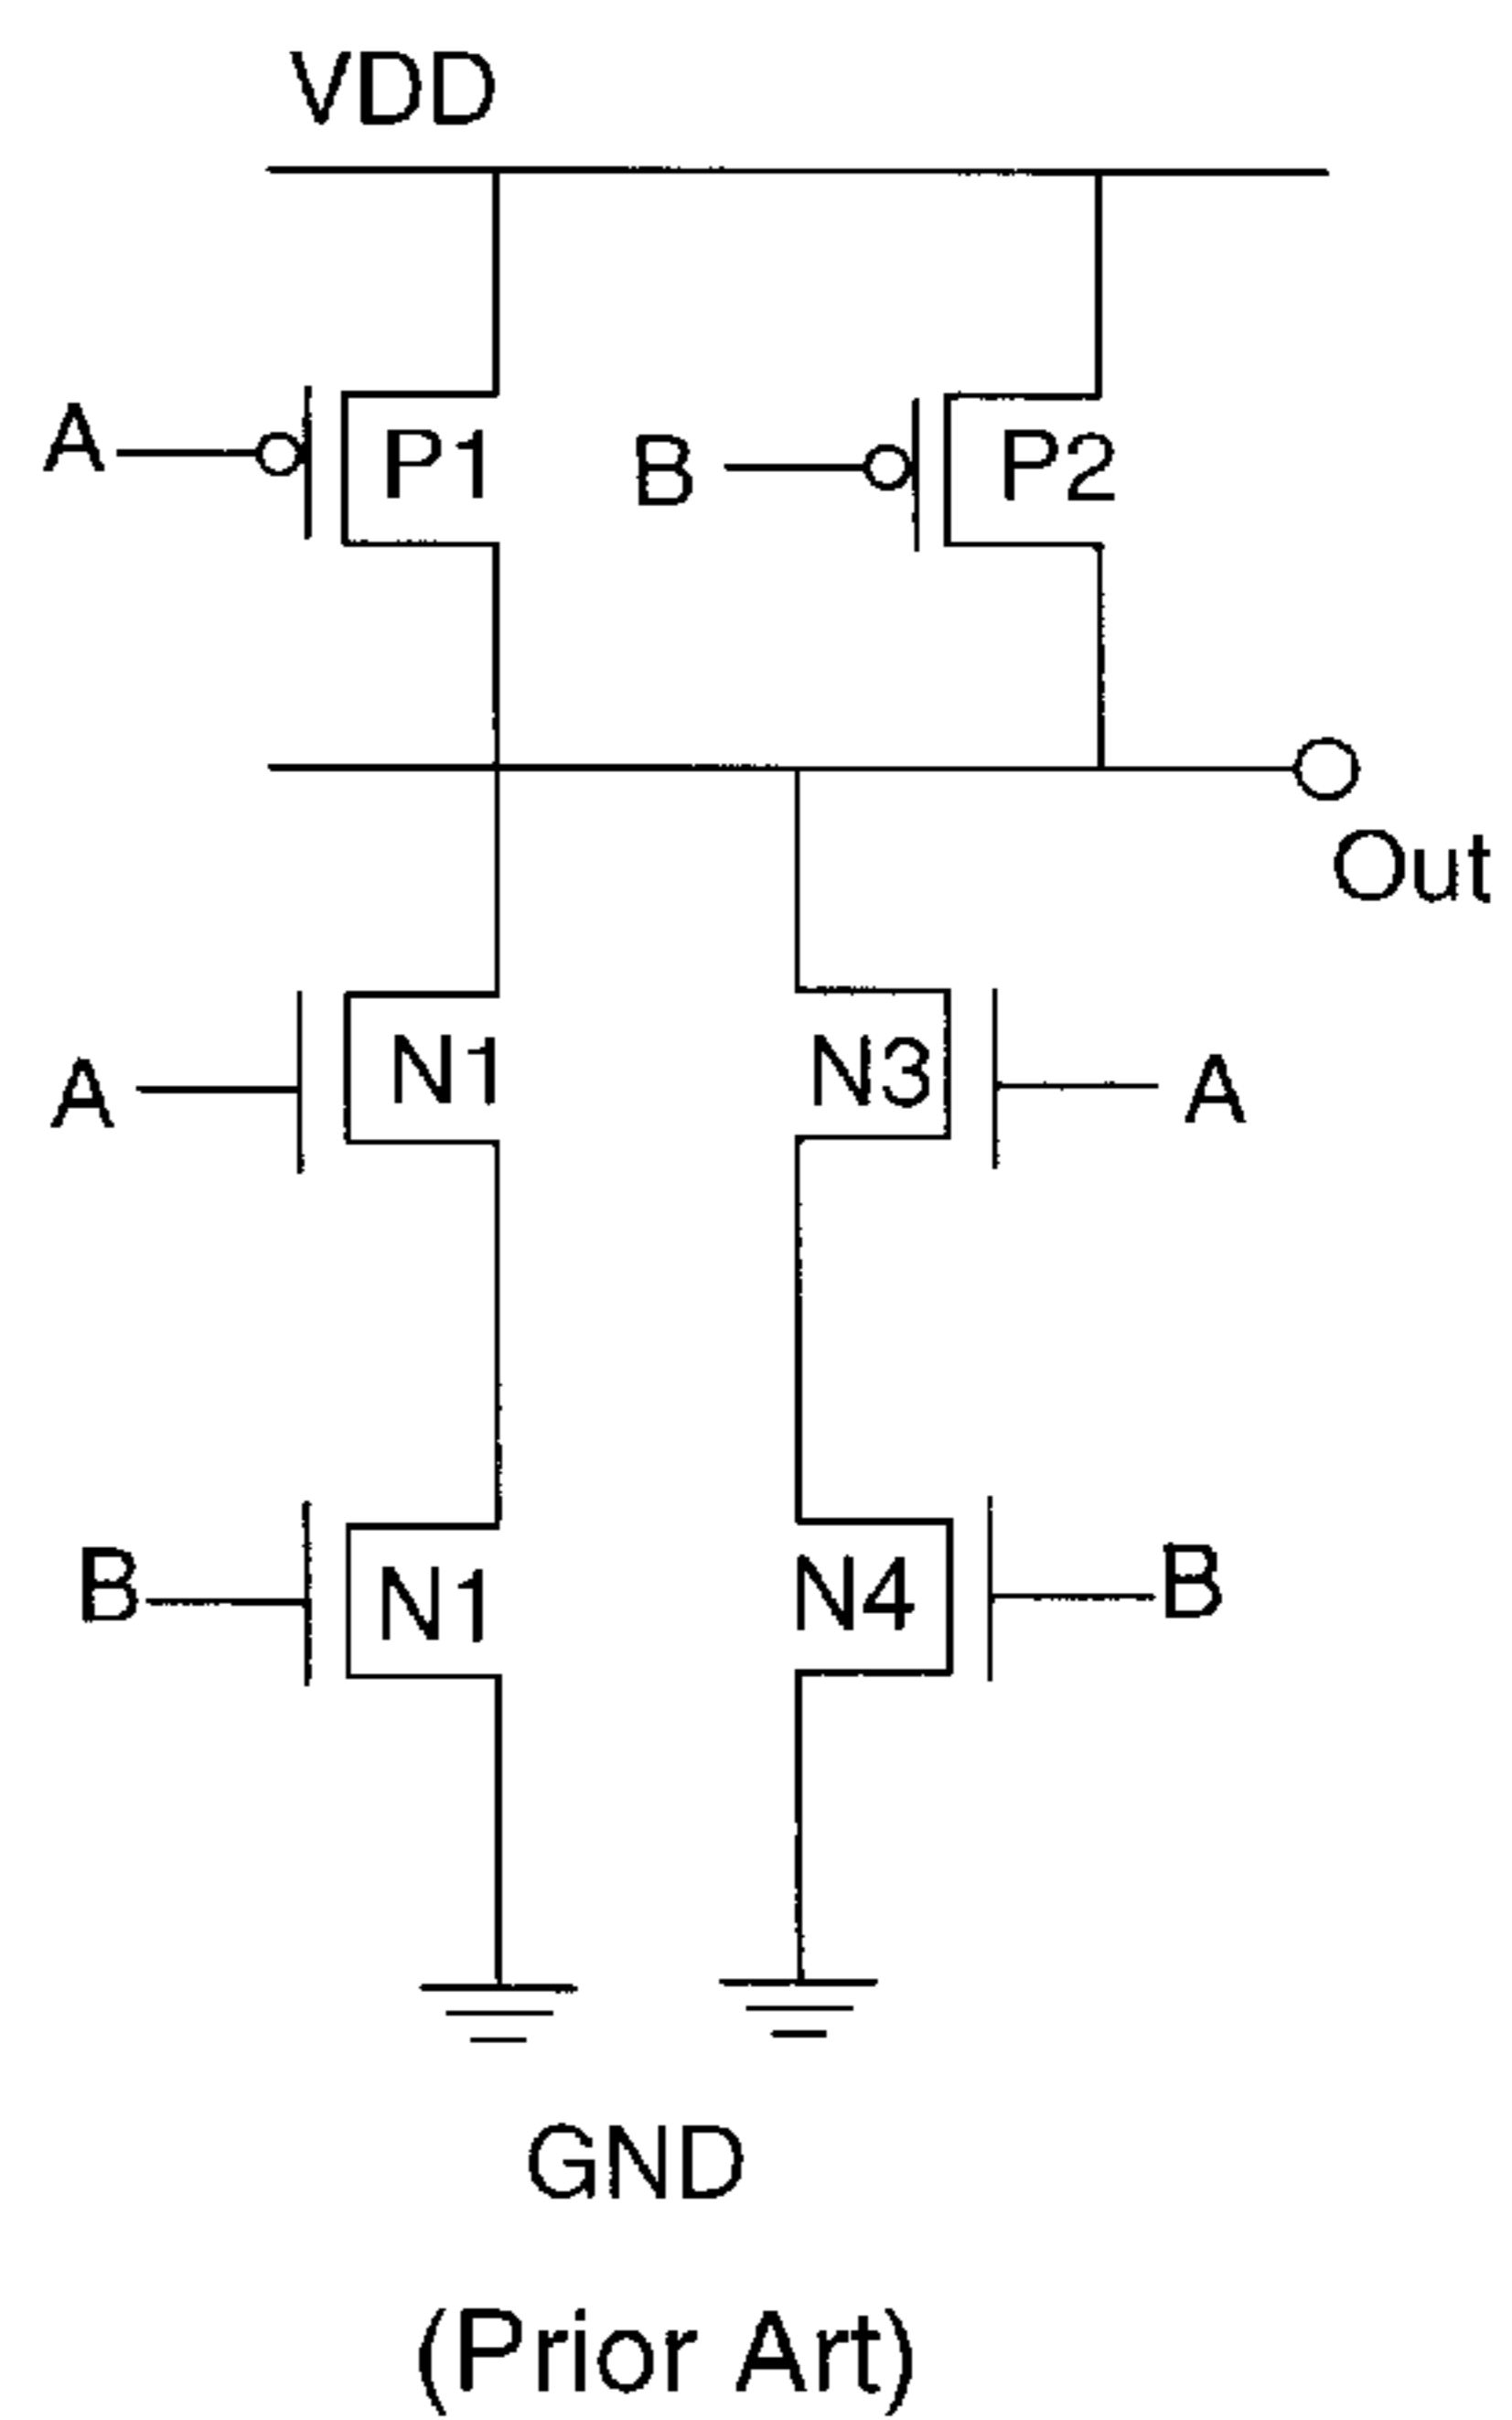 VDD
A P1 B P2
Out
A N1 N3 A
B N1 N4 B
GND
(Prior Art)